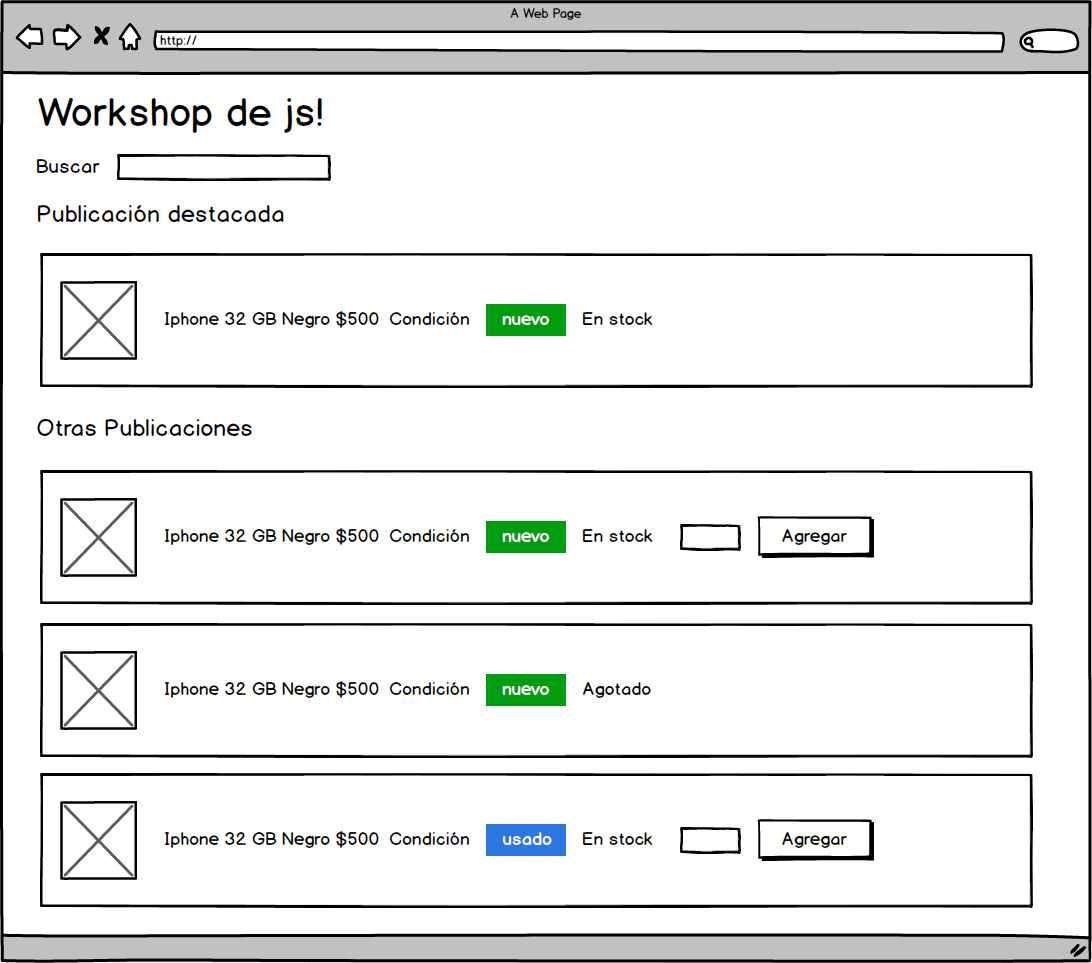 A Web Page
http://
Workshop de js!
Buscar
Publicación destacada
Iphone 32 GB Negro $500 Condición nuevo En stock
Otras Publicaciones
Iphone 32 GB Negro $500 Condición nuevo En stock Agregar
Iphone 32 GB Negro $500 Condición nuevo Agotado
Iphone 32 GB Negro $500 Condición usado En stock Agregar